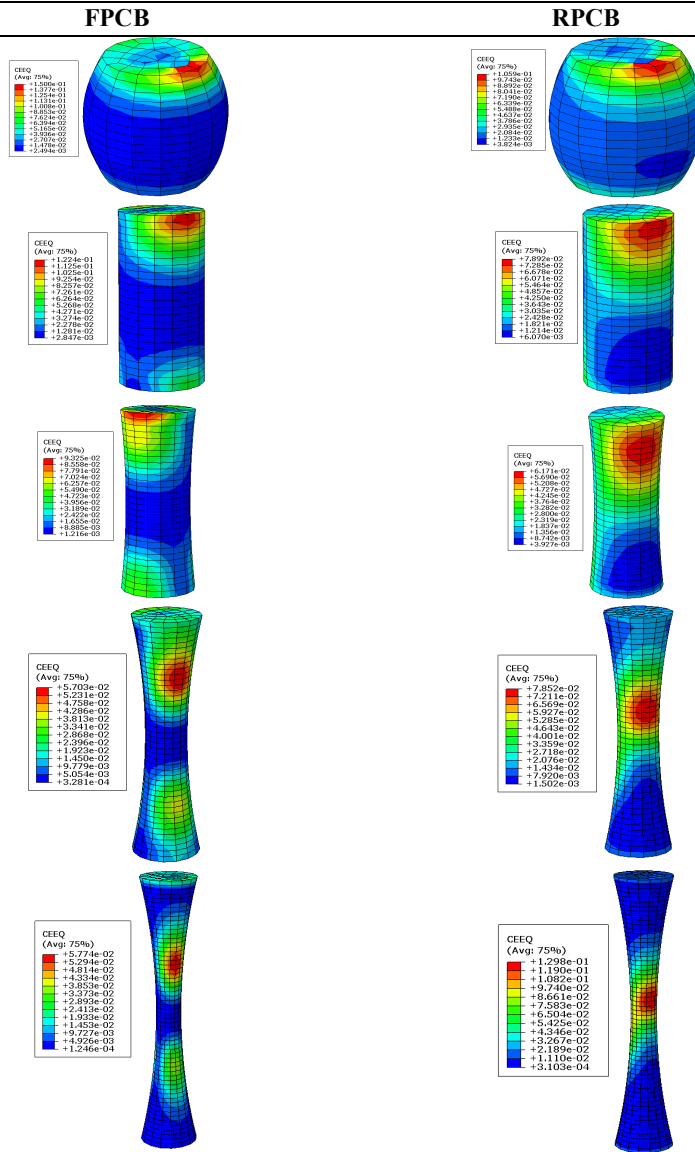 FPCB
RPCB
CEEQ
(Avg: 75%)
+1.500e-01
+1.377e-01
+1.254e-01
+1.131e-01
+1.008e-01
+8.853e-02
+7.624e-02
+6.394e-02
+5.165e-02
+3.936e-02
+2.707e-02
+1.478e-02
+2.494e-03
CEEQ
(Avg: 75%)
+1.059e-01
+9.743e-02
+8.892e-02
+8.041e-02
+7.190e-02
+6.339e-02
+5.488e-02
+4.637e-02
+3.786e-02
+2.935e-02
+2.084e-02
+1.233e-02
+3.824e-03
CEEQ
(Avg: 75%)
+1.224e-01
+1.125e-01
+1.025e-01
+9.254e-02
+8.257e-02
+7.261e-02
+6.264e-02
+5.268e-02
+4.271e-02
+3.274e-02
+2.278e-02
+1.281e-02
+2.847e-03
CEEQ
(Avg: 75%)
+7.892e-02
+7.285e-02
+6.678e-02
+6.071e-02
+5.464e-02
+4.857e-02
+4.250e-02
+3.643e-02
+3.035e-02
+2.428e-02
+1.821e-02
+1.214e-02
+6.070e-03
CEEQ
(Avg: 75%)
+9.325e-02
+8.558e-02
+7.791e-02
+7.024e-02
+6.257e-02
+5.490e-02
+4.723e-02
+3.956e-02
+3.189e-02
+2.422e-02
+1.655e-02
+8.885e-03
+1.216e-03
CEEQ
(Avg: 75%)
+6.171e-02
+5.690e-02
+5.208e-02
+4.727e-02
+4.245e-02
+3.764e-02
+3.282e-02
+2.800e-02
+2.319e-02
+1.837e-02
+1.356e-02
+8.742e-03
+3.927e-03
CEEQ
(Avg: 75%)
+5.703e-02
+5.231e-02
+4.758e-02
+4.286e-02
+3.813e-02
+3.341e-02
+2.868e-02
+2.396e-02
+1.923e-02
+1.450e-02
+9.779e-03
+5.054e-03
+3.281e-04
CEEQ
(Avg: 75%)
+7.852e-02
+7.211e-02
+6.569e-02
+5.927e-02
+5.285e-02
+4.643e-02
+4.001e-02
+3.359e-02
+2.718e-02
+2.076e-02
+1.434e-02
+7.920e-03
+1.502e-03
CEEQ
(Avg: 75%)
+5.774e-02
+5.294e-02
+4.814e-02
+4.334e-02
+3.853e-02
+3.373e-02
+2.893e-02
+2.413e-02
+1.933e-02
+1.453e-02
+9.727e-03
+4.926e-03
+1.246e-04
CEEQ
(Avg: 75%)
+1.298e-01
+1.190e-01
+1.082e-01
+9.740e-02
+8.661e-02
+7.583e-02
+6.504e-02
+5.425e-02
+4.346e-02
+3.267e-02
+2.189e-02
+1.110e-02
+3.103e-04